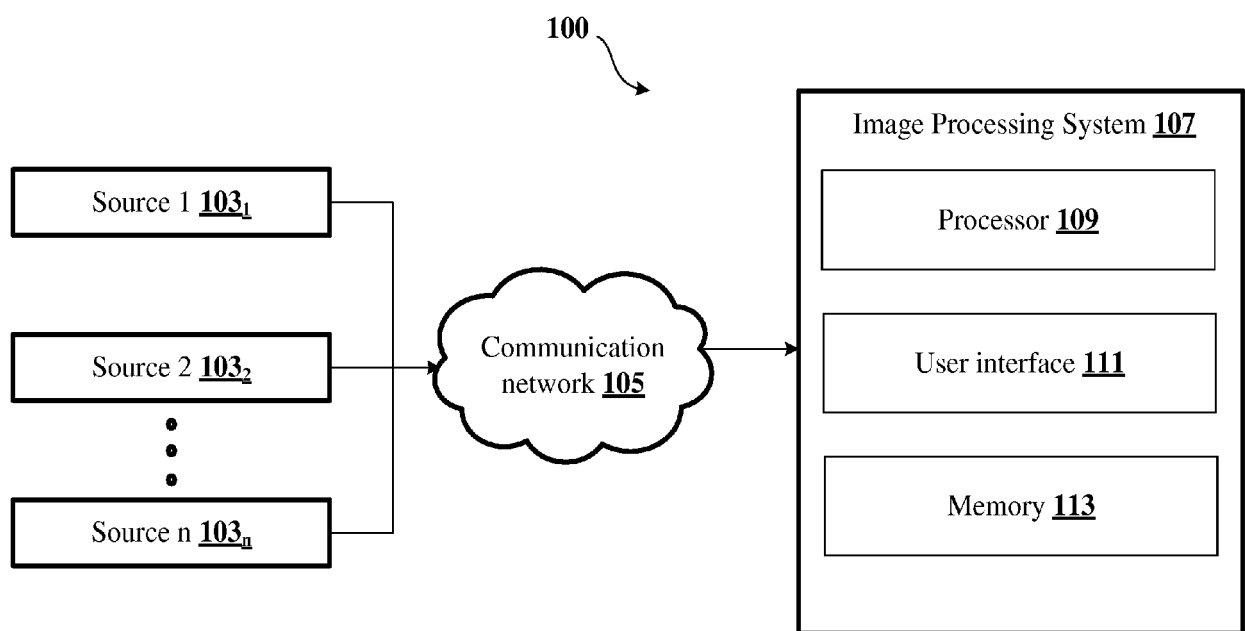 100
Image Processing System 107
Source 1 103₁
Processor 109
Source 2 103₂
Communication
network 105
User interface 111
Source n 103ₙ
Memory 113